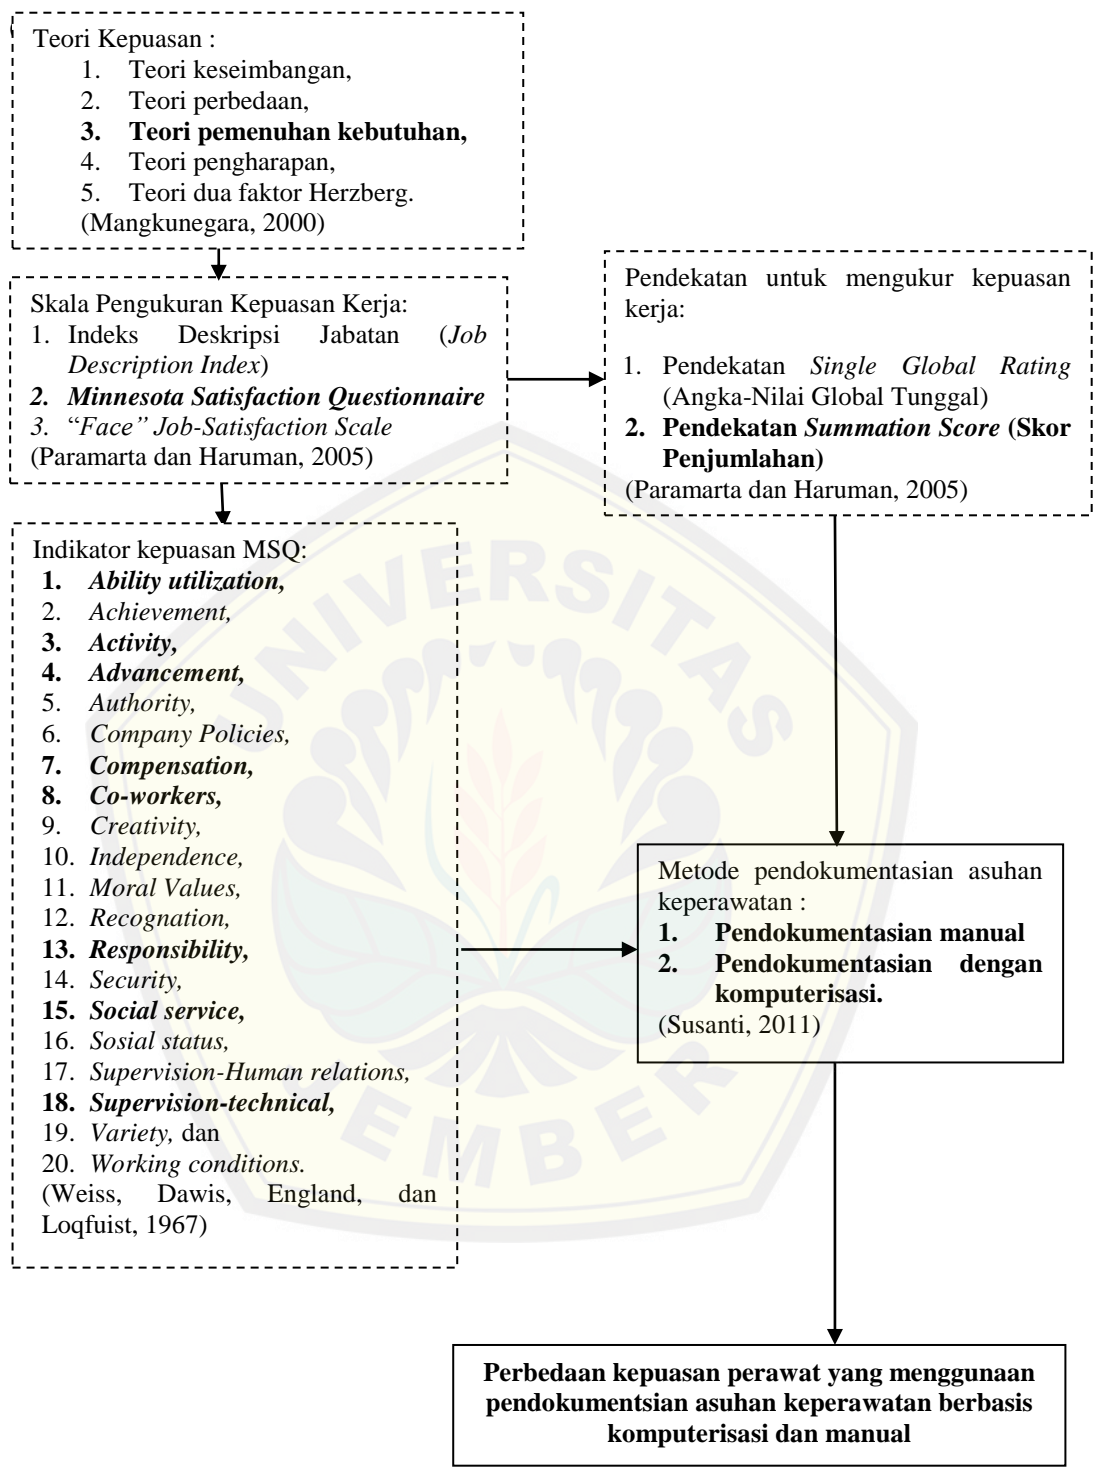 Teori Kepuasan :
1. Teori keseimbangan,
2. Teori perbedaan,
3. Teori pemenuhan kebutuhan,
4. Teori pengharapan,
5. Teori dua faktor Herzberg.
(Mangkunegara, 2000)
Skala Pengukuran Kepuasan Kerja:
1. Indeks Deskripsi Jabatan (Job
Description Index)
2. Minnesota Satisfaction Questionnaire
3. “Face” Job-Satisfaction Scale
(Paramarta dan Haruman, 2005)
Pendekatan untuk mengukur kepuasan
kerja:
1. Pendekatan Single Global Rating
(Angka-Nilai Global Tunggal)
2. Pendekatan Summation Score (Skor
Penjumlahan)
(Paramarta dan Haruman, 2005)
Indikator kepuasan MSQ:
1. Ability utilization,
2. Achievement,
3. Activity,
4. Advancement,
5. Authority,
6. Company Policies,
7. Compensation,
8. Co-workers,
9. Creativity,
10. Independence,
11. Moral Values,
12. Recognation,
13. Responsibility,
14. Security,
15. Social service,
16. Sosial status,
17. Supervision-Human relations,
18. Supervision-technical,
19. Variety, dan
20. Working conditions.
(Weiss, Dawis, England, dan
Loqfuist, 1967)
Metode pendokumentasian asuhan
keperawatan :
1. Pendokumentasian manual
2. Pendokumentasian dengan
komputerisasi.
(Susanti, 2011)
Perbedaan kepuasan perawat yang menggunaan
pendokumentsian asuhan keperawatan berbasis
komputerisasi dan manual
UNIVERSITAS
JEMBER